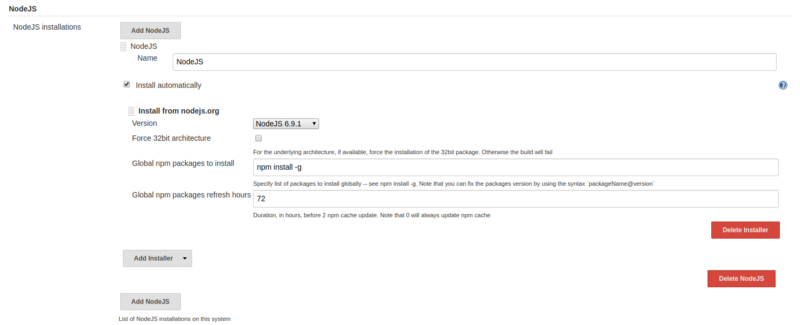 NodeJS
NodeJS installations
Add NodeJS
NodeJS
Name
NodeJS
Install automatically
Install from nodejs.org
Version
NodeJS 6.9.1
Force 32bit architecture
For the underlying architecture, if available, force the installation of the 32bit package. Otherwise the build will fail
Global npm packages to install
npm install -g
Specify list of packages to install globally -- see npm install -g. Note that you can fix the packages version by using the syntax `packageName@version`
Global npm packages refresh hours
72
Duration, in hours, before 2 npm cache update. Note that 0 will always update npm cache
Delete Installer
Add Installer
Delete NodeJS
Add NodeJS
List of NodeJS installations on this system